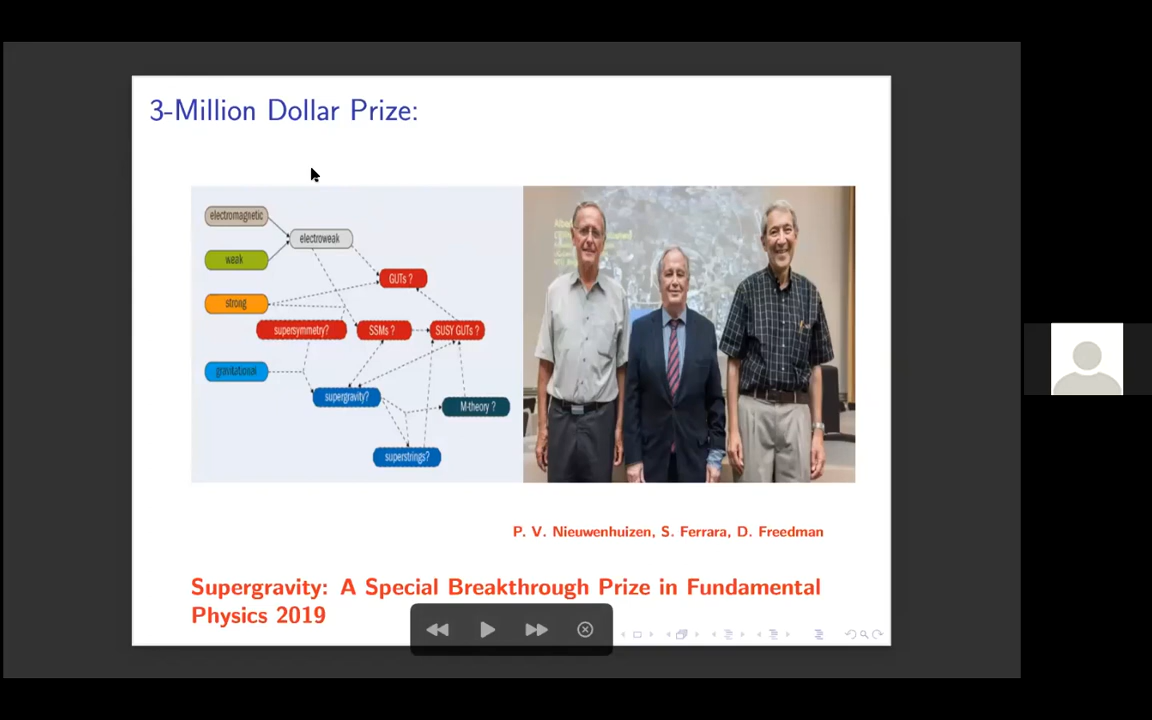 3-Million Dollar Prize:
electromagnetic
electroweak
weak
GUTs ?
strong
supersymmetry?
SSMs ?
SUSY GUTs ?
gravitational
supergravity?
M-theory ?
superstrings?
P. V. Nieuwenhuizen, S. Ferrara, D. Freedman
Supergravity: A Special Breakthrough Prize in Fundamental
Physics 2019